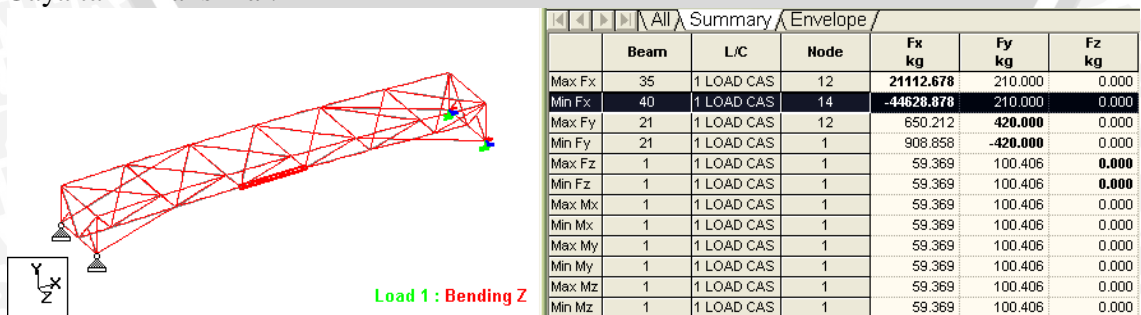 All Summary Envelope
Beam L/C Node Fx kg Fy kg Fz kg
Max Fx 35 1 LOAD CAS 12 21112.678 210.000 0.000
Min Fx 40 1 LOAD CAS 14 -44628.878 210.000 0.000
Max Fy 21 1 LOAD CAS 12 650.212 420.000 0.000
Min Fy 21 1 LOAD CAS 1 908.858 -420.000 0.000
Max Fz 1 1 LOAD CAS 1 59.369 100.406 0.000
Min Fz 1 1 LOAD CAS 1 59.369 100.406 0.000
Max Mx 1 1 LOAD CAS 1 59.369 100.406 0.000
Min Mx 1 1 LOAD CAS 1 59.369 100.406 0.000
Max My 1 1 LOAD CAS 1 59.369 100.406 0.000
Min My 1 1 LOAD CAS 1 59.369 100.406 0.000
Max Mz 1 1 LOAD CAS 1 59.369 100.406 0.000
Min Mz 1 1 LOAD CAS 1 59.369 100.406 0.000
Y
X
Z
Load 1 : Bending Z